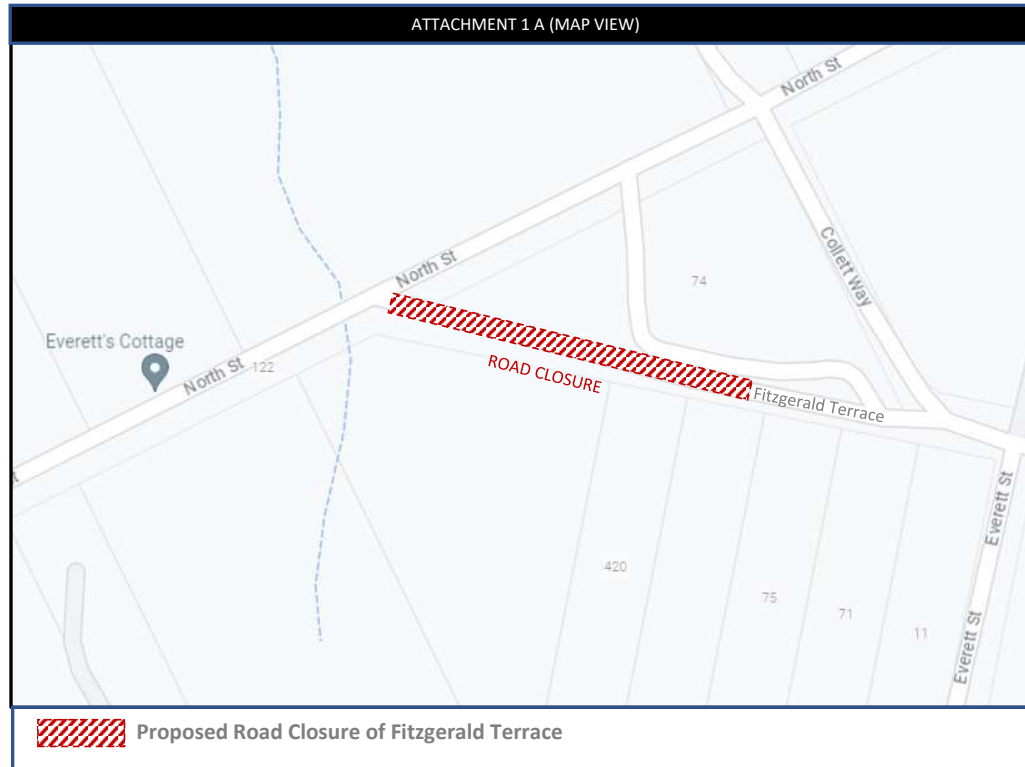 ATTACHMENT 1 A (MAP VIEW)
North St
North St
Collett Way
74
Everett's Cottage
North St
122
ROAD CLOSURE
Fitzgerald Terrace
Everett St
420
75
71
11
Everett St
Proposed Road Closure of Fitzgerald Terrace